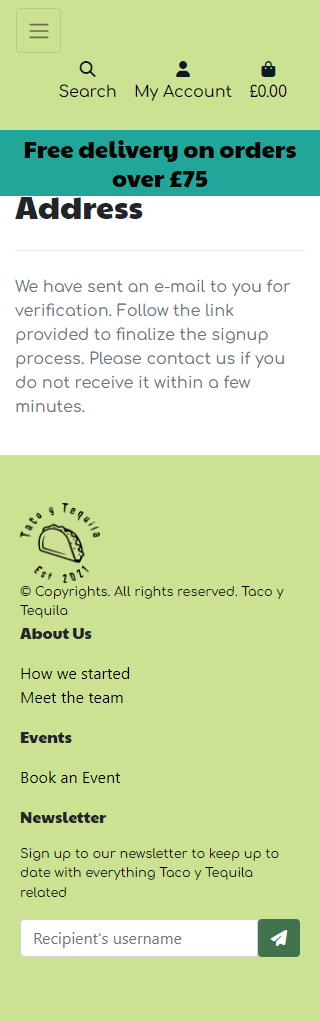 Search My Account £0.00
Free delivery on orders
over £75
Address
We have sent an e-mail to you for
verification. Follow the link
provided to finalize the signup
process. Please contact us if you
do not receive it within a few
minutes.
Taco y Tequila
Est 2021
© Copyrights. All rights reserved. Taco y
Tequila
About Us
How we started
Meet the team
Events
Book an Event
Newsletter
Sign up to our newsletter to keep up to
date with everything Taco y Tequila
related
Recipient's username